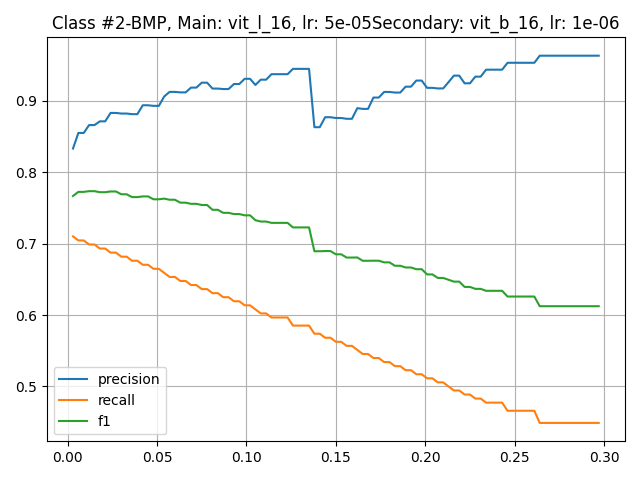 Class #2-BMP, Main: vit_l_16, lr: 5e-05Secondary: vit_b_16, lr: 1e-06
0.9
0.8
0.7
0.6
0.5
precision
recall
f1
0.00 0.05 0.10 0.15 0.20 0.25 0.30